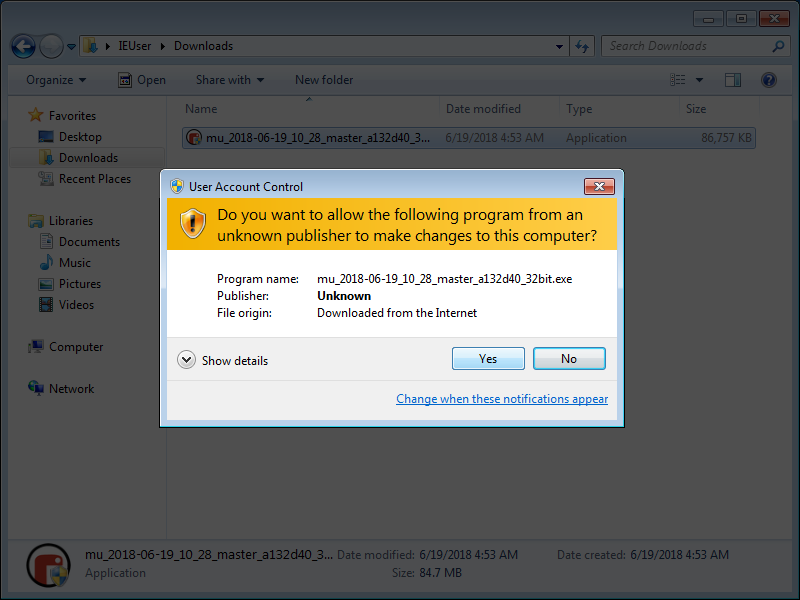 IEUser Downloads
Search Downloads
Organize Open Share with New folder
Name Date modified Type Size
mu_2018-06-19_10_28_master_a132d40_3... 6/19/2018 4:53 AM Application 86,757 KB
Favorites
Desktop
Downloads
Recent Places
Libraries
Documents
Music
Pictures
Videos
Computer
Network
User Account Control
Do you want to allow the following program from an
unknown publisher to make changes to this computer?
Program name: mu_2018-06-19_10_28_master_a132d40_32bit.exe
Publisher: Unknown
File origin: Downloaded from the Internet
Show details Yes No
Change when these notifications appear
mu_2018-06-19_10_28_master_a132d40_3... Date modified: 6/19/2018 4:53 AM Date created: 6/19/2018 4:53 AM
Application Size: 84.7 MB